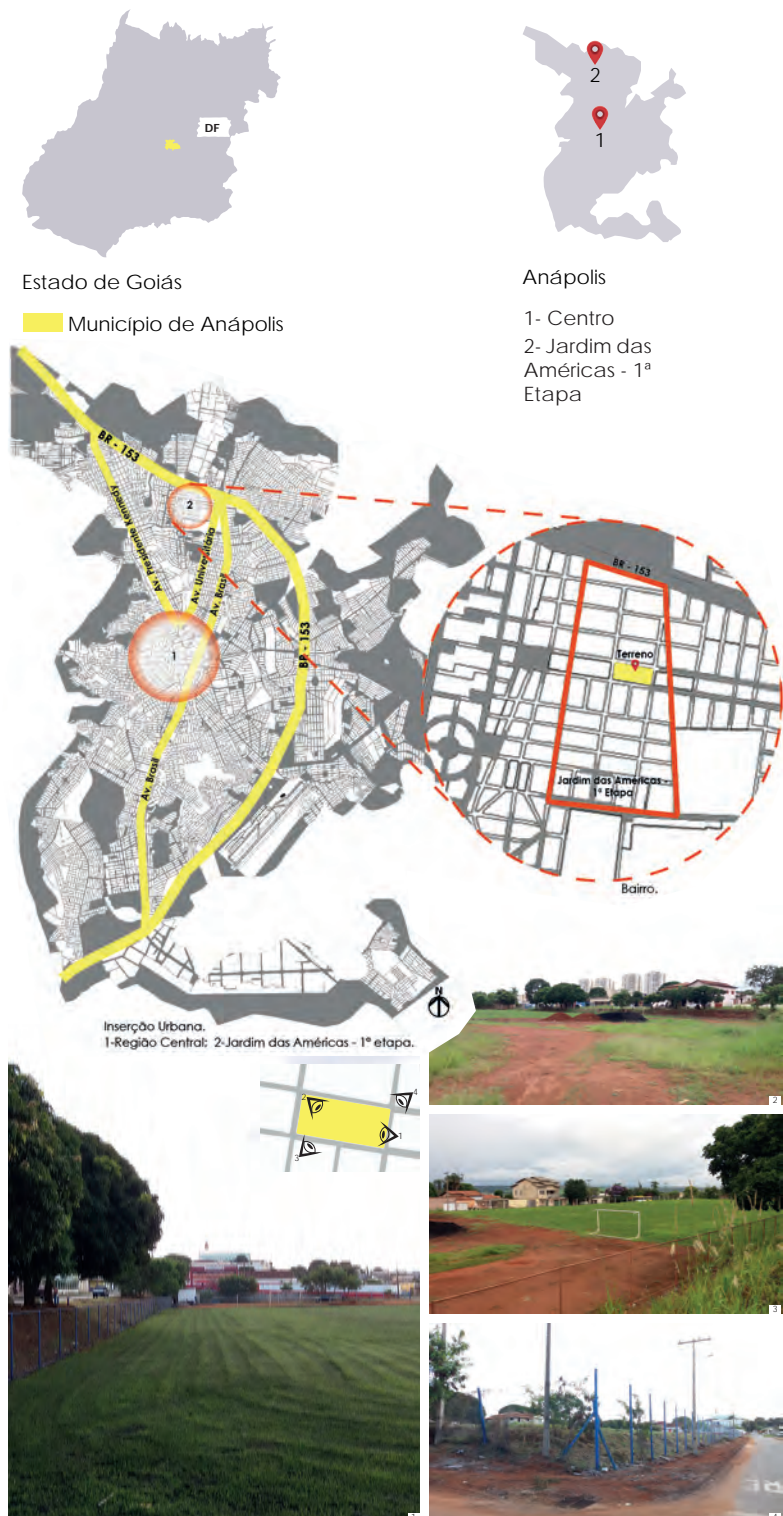 DF
2
1
Estado de Goiás
Município de Anápolis
Anápolis
1- Centro
2- Jardim das
Américas - 1ª
Etapa
BR - 153
2
Av. Presidente Kennedy
Av. Universitária
Av. Brasil
1
BR - 153
Av. Brasil
BR - 153
Terreno
Jardim das Américas -
1ª Etapa
Bairro.
N
Inserção Urbana.
1-Região Central; 2-Jardim das Américas - 1ª etapa.
2
4
1
3
2
3
1
4